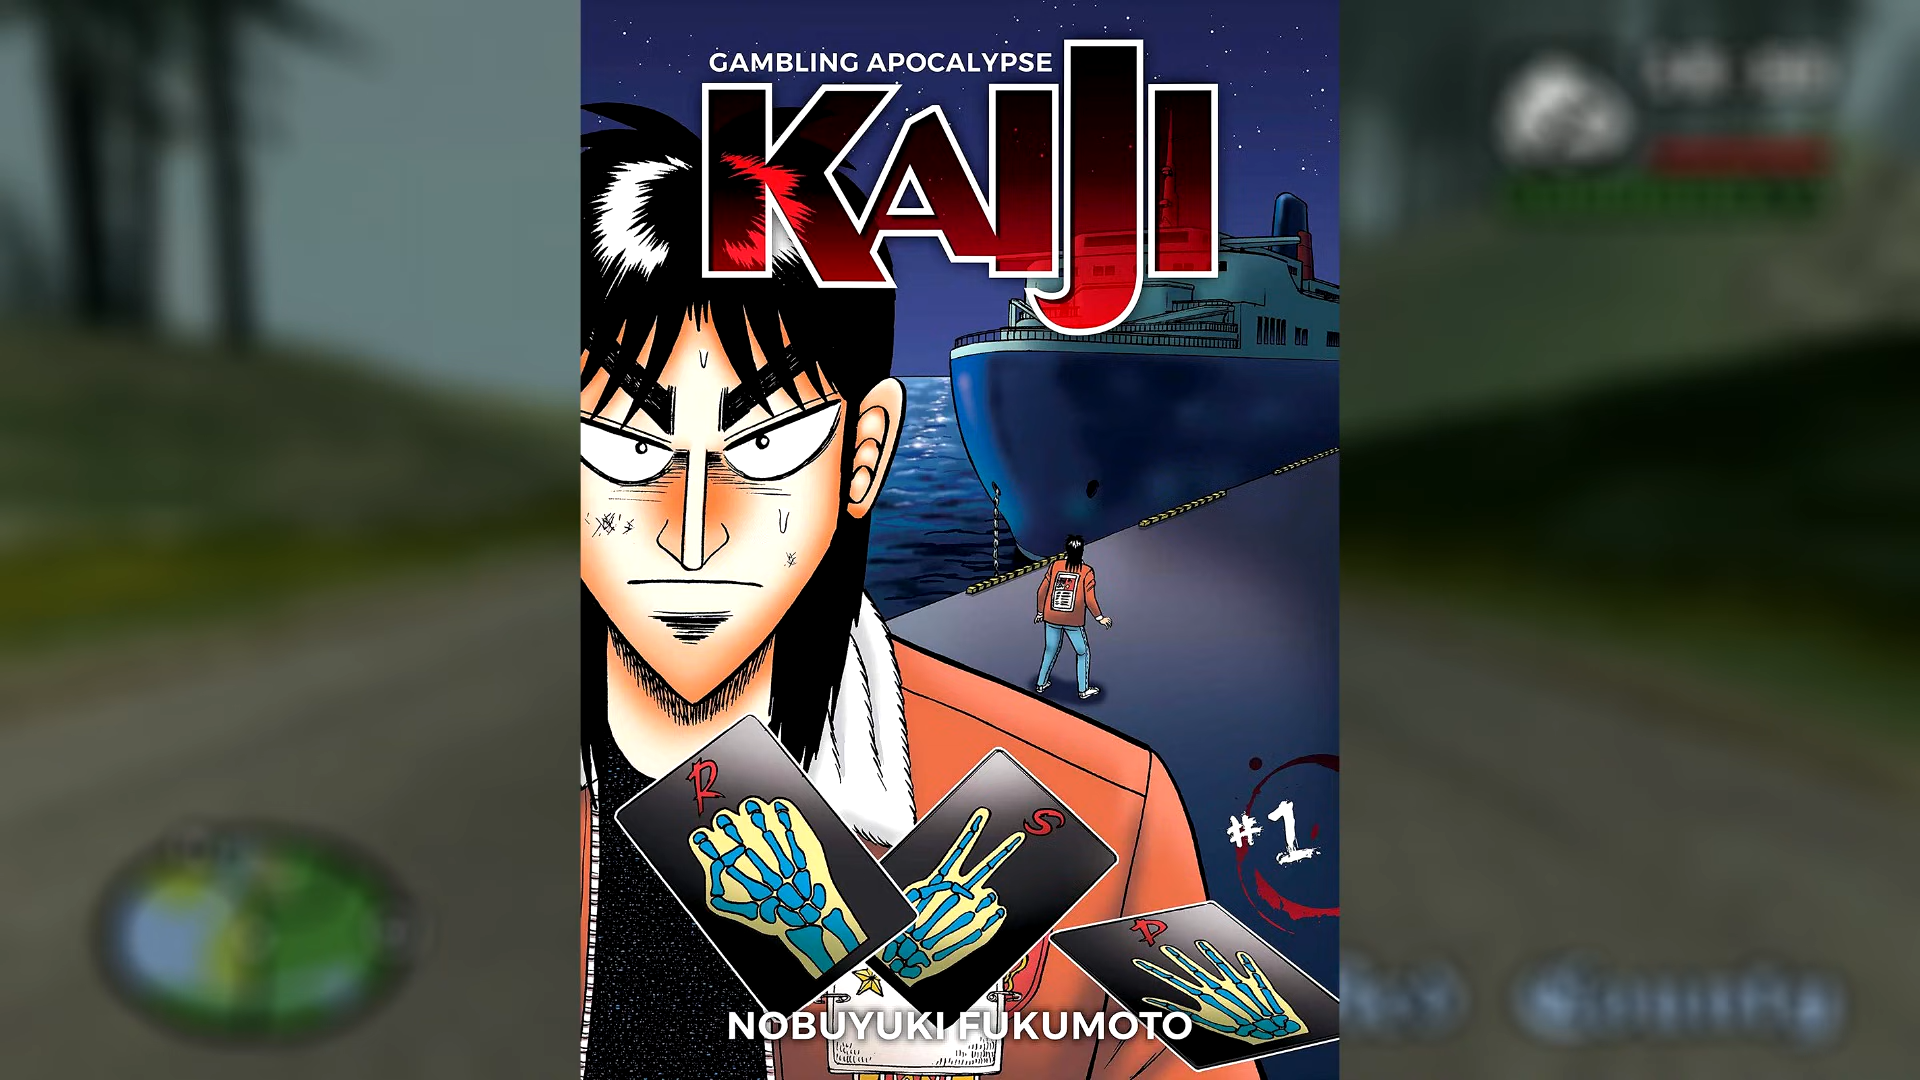 GAMBLING APOCALYPSE
KAIJI
R
S
P
#1
NOBUYUKI FUKUMOTO